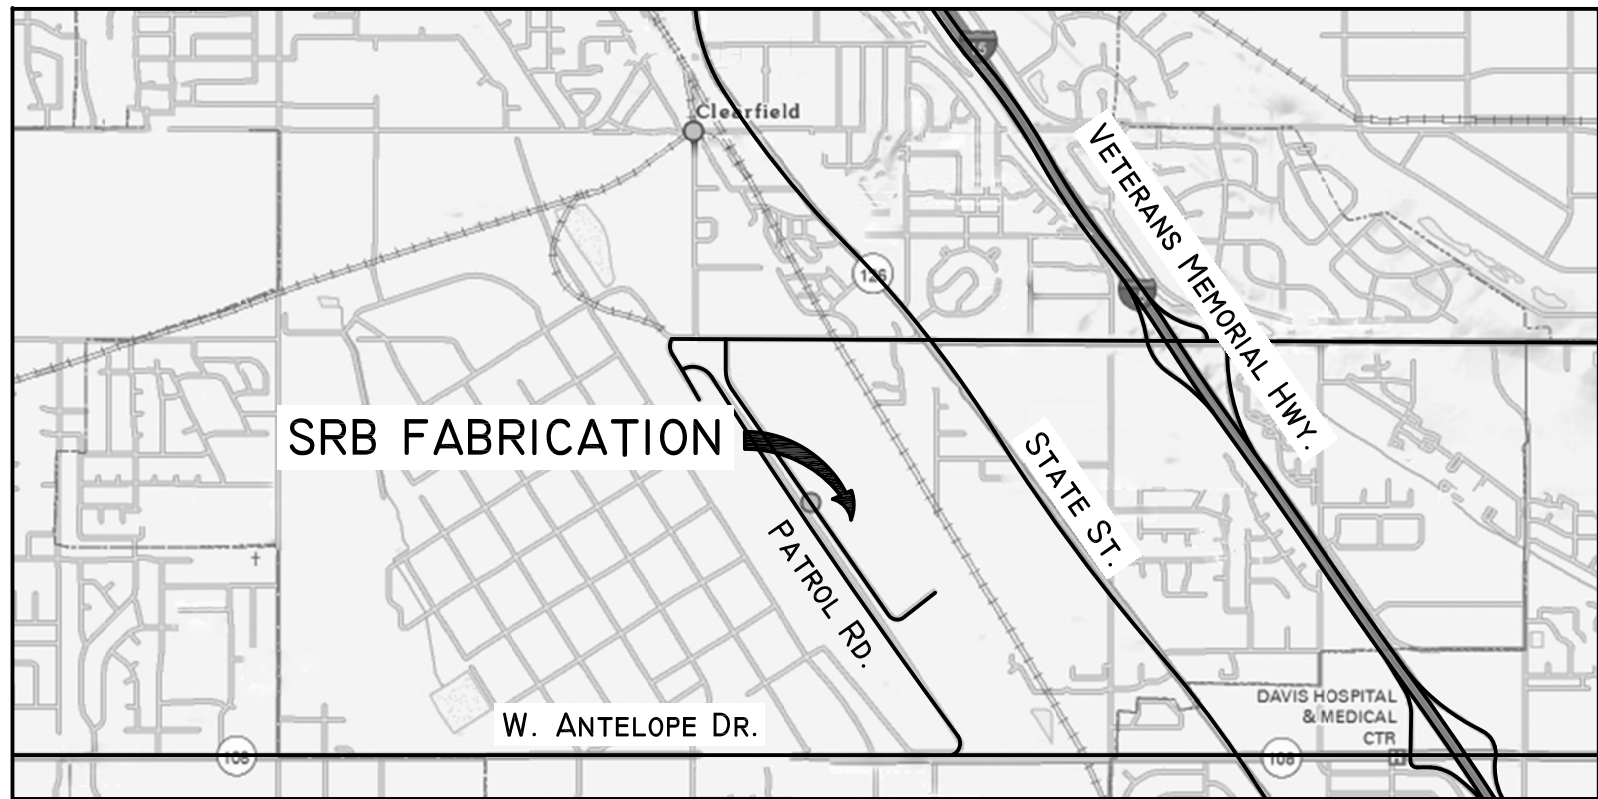 Clearfield
VETERANS MEMORIAL HWY.
126
SRB FABRICATION
STATE ST.
PATROL RD.
DAVIS HOSPITAL
& MEDICAL
CTR
W. ANTELOPE DR.
108
108
H